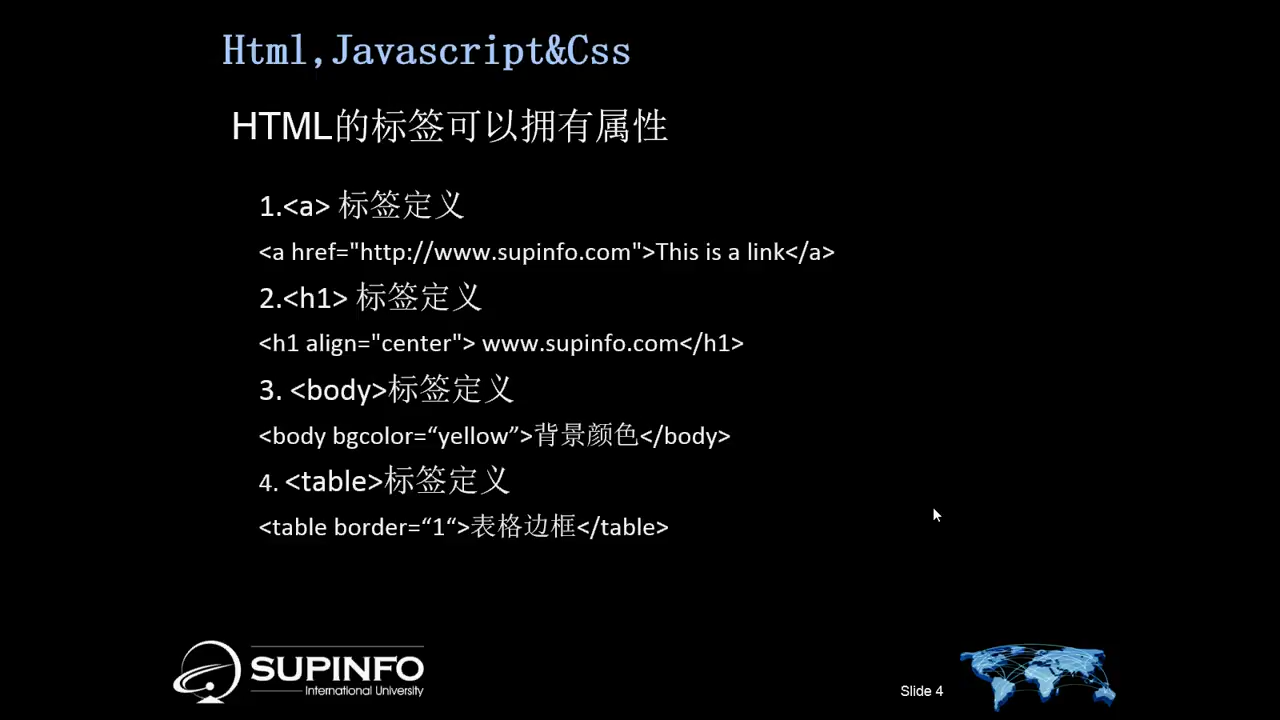 Html,Javascript&Css
HTML的标签可以拥有属性
1.<a> 标签定义
<a href="http://www.supinfo.com">This is a link</a>
2.<h1> 标签定义
<h1 align="center"> www.supinfo.com</h1>
3. <body>标签定义
<body bgcolor=“yellow”>背景颜色</body>
4. <table>标签定义
<table border=“1“>表格边框</table>
SUPINFO
International University
Slide 4